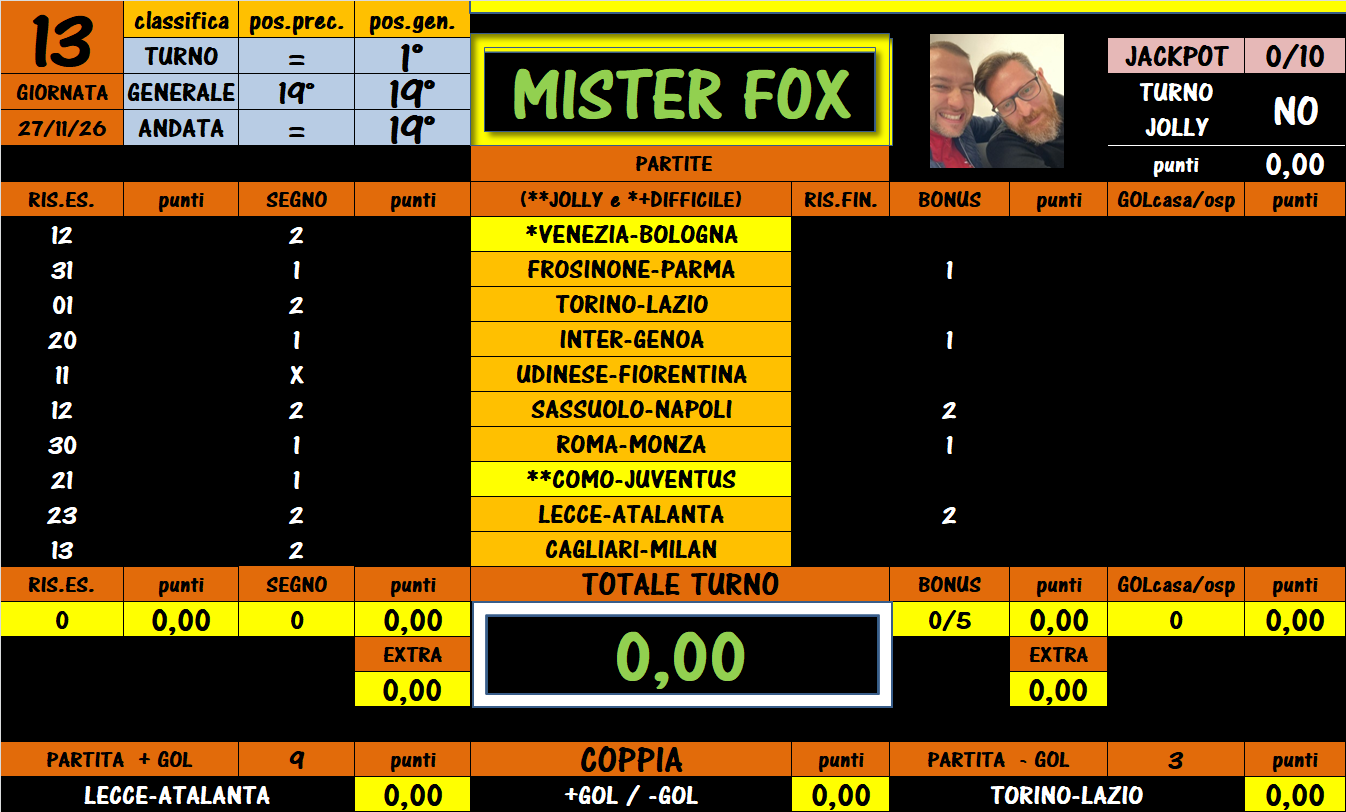 13 classifica pos.prec. pos.gen.
TURNO = 1°
GIORNATA GENERALE 19° 19°
27/11/26 ANDATA = 19°
MISTER FOX
JACKPOT 0/10
TURNO JOLLY NO
punti 0,00
PARTITE
RIS.ES. punti SEGNO punti (**JOLLY e *+DIFFICILE) RIS.FIN. BONUS punti GOLcasa/osp punti
12 2 *VENEZIA-BOLOGNA
31 1 FROSINONE-PARMA 1
01 2 TORINO-LAZIO
20 1 INTER-GENOA 1
11 X UDINESE-FIORENTINA
12 2 SASSUOLO-NAPOLI 2
30 1 ROMA-MONZA 1
21 1 **COMO-JUVENTUS
23 2 LECCE-ATALANTA 2
13 2 CAGLIARI-MILAN
RIS.ES. punti SEGNO punti TOTALE TURNO BONUS punti GOLcasa/osp punti
0 0,00 0 0,00 0/5 0,00 0 0,00
EXTRA 0,00 EXTRA
0,00 0,00
PARTITA + GOL 9 punti COPPIA punti PARTITA - GOL 3 punti
LECCE-ATALANTA 0,00 +GOL / -GOL 0,00 TORINO-LAZIO 0,00